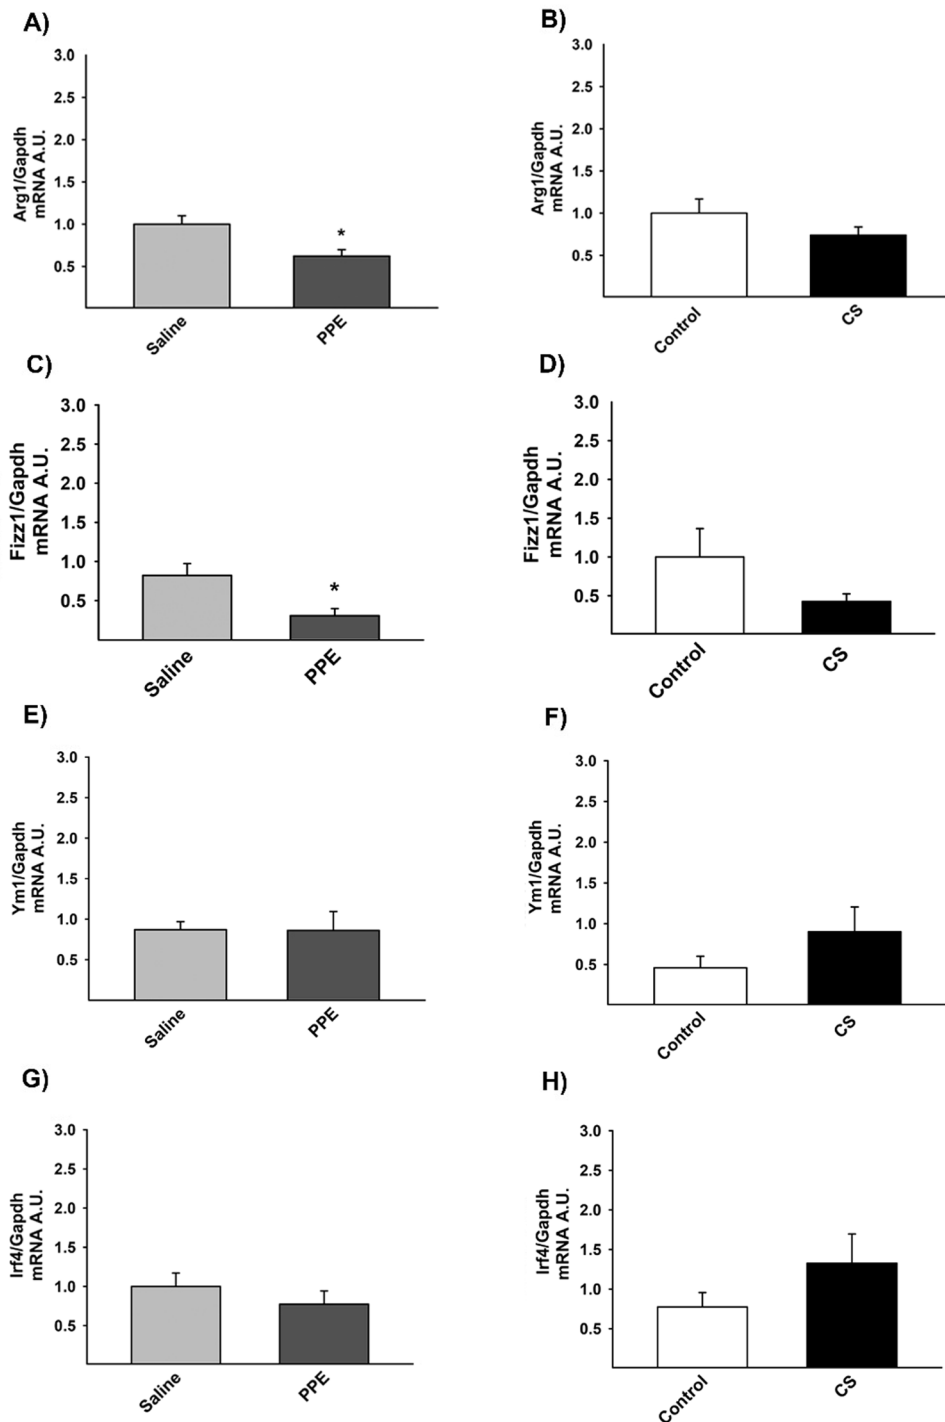 A)
Arg1/Gapdh
mRNA A.U.
3.0
2.5
2.0
1.5
1.0
0.5
*
Saline
PPE
B)
Arg1/Gapdh
mRNA A.U.
3.0
2.5
2.0
1.5
1.0
0.5
Control
CS
C)
Fizz1/Gapdh
mRNA A.U.
3.0
2.5
2.0
1.5
1.0
0.5
*
Saline
PPE
D)
Fizz1/Gapdh
mRNA A.U.
3.0
2.5
2.0
1.5
1.0
0.5
Control
CS
E)
Ym1/Gapdh
mRNA A.U.
3.0
2.5
2.0
1.5
1.0
0.5
Saline
PPE
F)
Ym1/Gapdh
mRNA A.U.
3.0
2.5
2.0
1.5
1.0
0.5
Control
CS
G)
Irf4/Gapdh
mRNA A.U.
3.0
2.5
2.0
1.5
1.0
0.5
Saline
PPE
H)
Irf4/Gapdh
mRNA A.U.
3.0
2.5
2.0
1.5
1.0
0.5
Control
CS